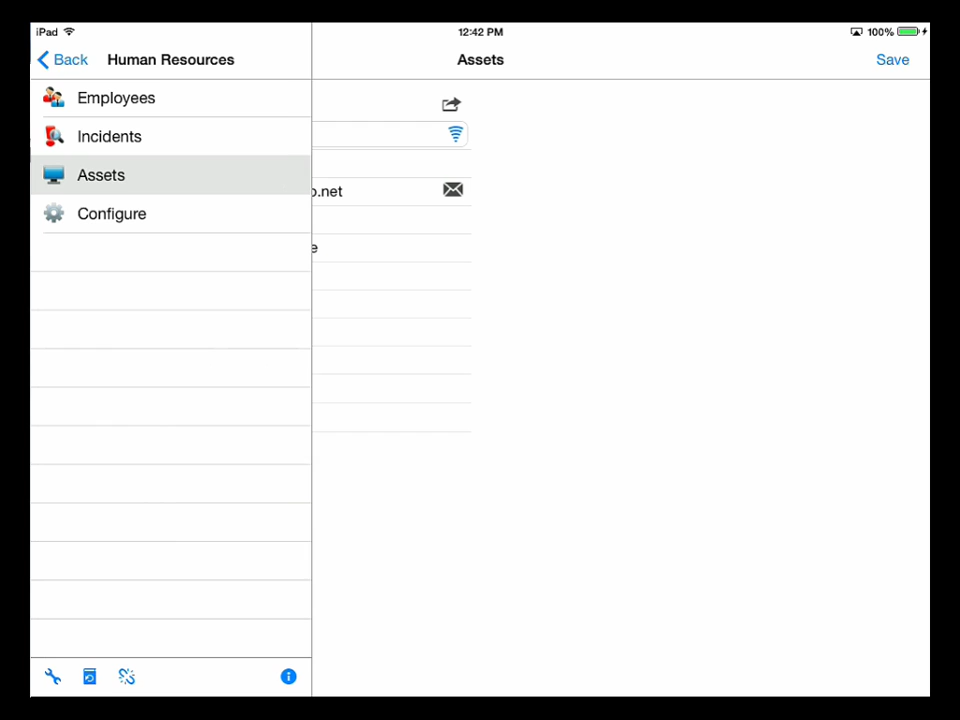 iPad 12:42 PM 100%
Back Human Resources Assets Save
Employees
Incidents
Assets
.net
Configure
e